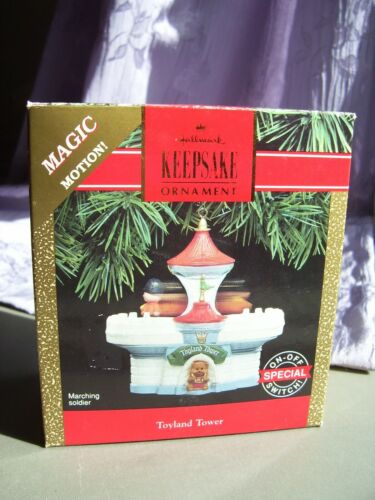 MAGIC
MOTION!
Hallmark
KEEPSAKE
ORNAMENT
Toyland Tower
Marching
soldier
ON-OFF
SPECIAL
SWITCH!
Toyland Tower